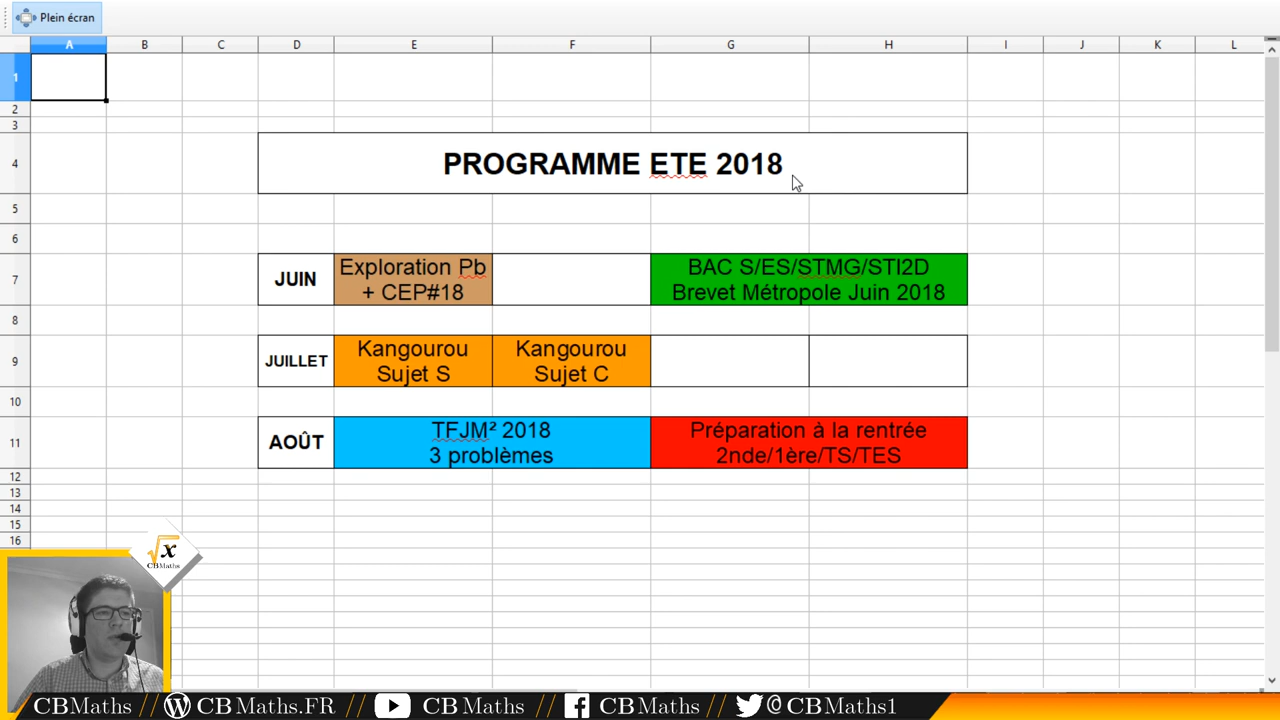 Plein écran
A B C D E F G H I J K L
1
2
3
4 PROGRAMME ETE 2018
5
6
7 JUIN Exploration Pb BAC S/ES/STMG/STI2D
+ CEP#18 Brevet Métropole Juin 2018
8
9 JUILLET Kangourou Kangourou
Sujet S Sujet C
10
11 AOÛT TFJM² 2018 Préparation à la rentrée
3 problèmes 2nde/1ère/TS/TES
12
13
14
15
16
√x
CBMaths
CBMaths // CBMaths.FR // CBMaths // CBMaths // @CBMaths1